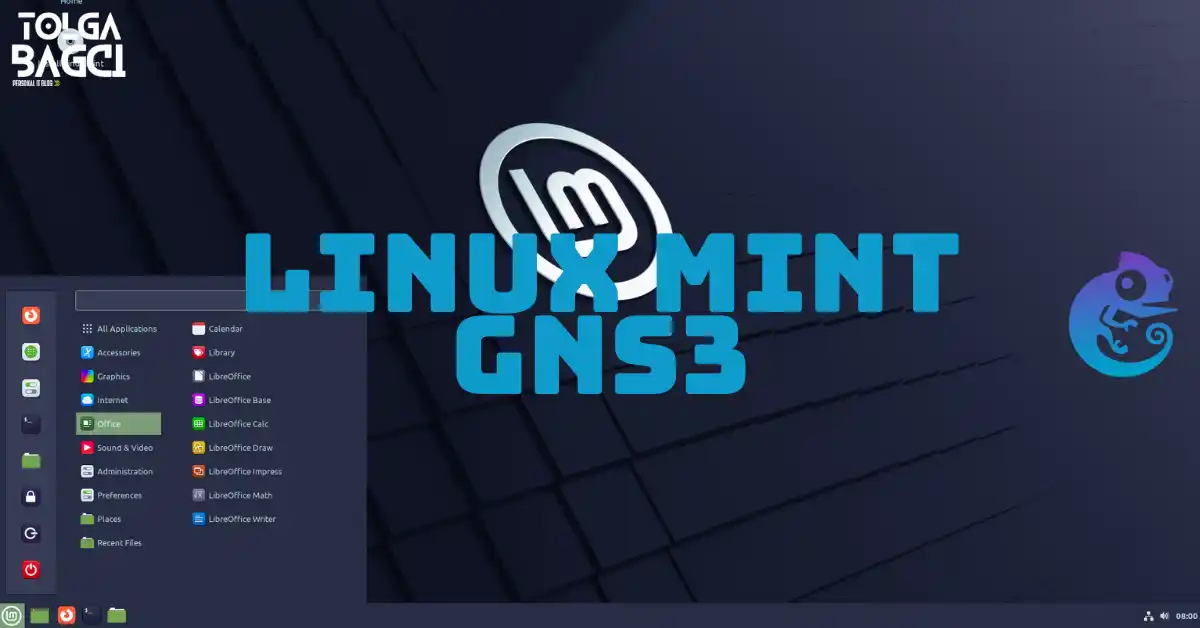 Home
TOLGA
BAGCI
PERSONAL IT BLOG
LINUX MINT
GNS3
All Applications
Accessories
Graphics
Internet
Office
Sound & Video
Administration
Preferences
Places
Recent Files
Calendar
Library
LibreOffice
LibreOffice Base
LibreOffice Calc
LibreOffice Draw
LibreOffice Impress
LibreOffice Math
LibreOffice Writer
08:00